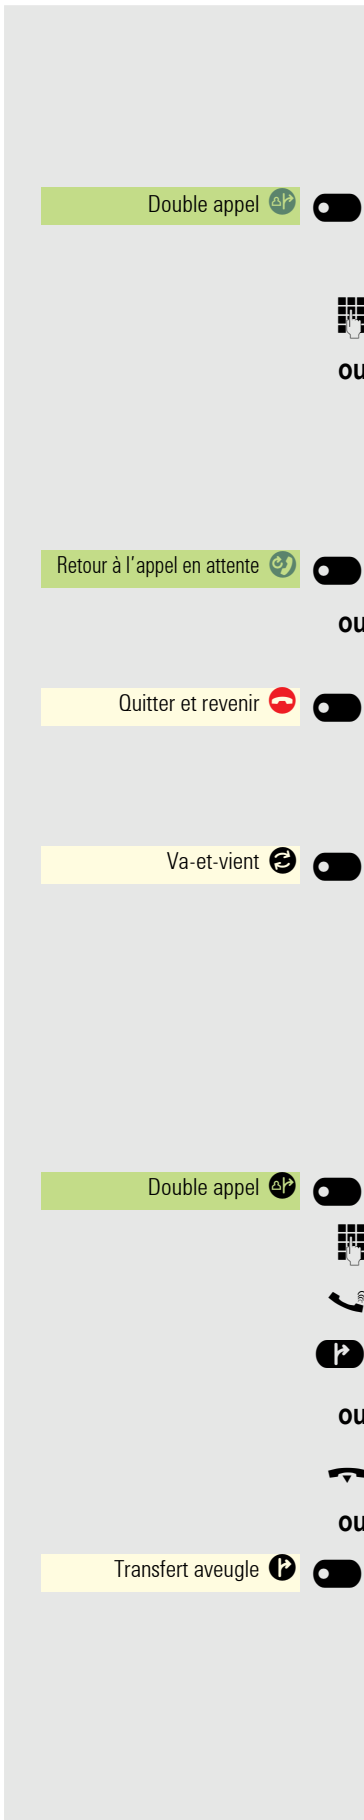 Double appel
ou
Retour à l'appel en attente
ou
Quitter et revenir
Va-et-vient
Double appel
ou
ou
Transfert aveugle